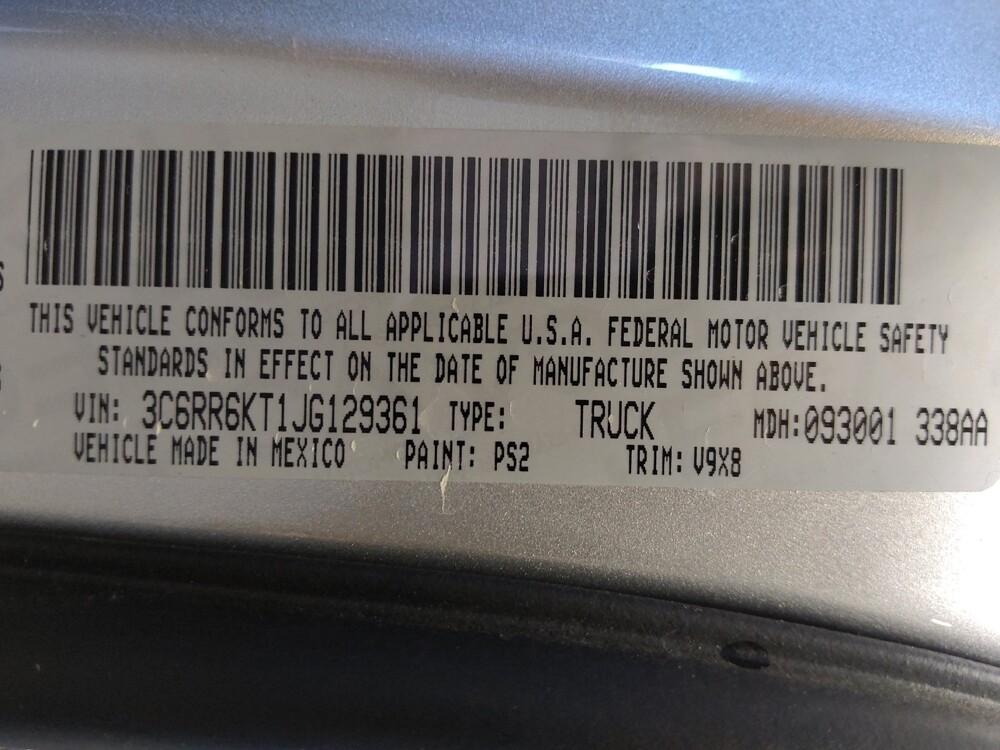 THIS VEHICLE CONFORMS TO ALL APPLICABLE U.S.A. FEDERAL MOTOR VEHICLE SAFETY
STANDARDS IN EFFECT ON THE DATE OF MANUFACTURE SHOWN ABOVE.
VIN: 3C6RR6KT1JG129361 TYPE: TRUCK MDH:093001 338AA
VEHICLE MADE IN MEXICO PAINT: PS2 TRIM: V9X8